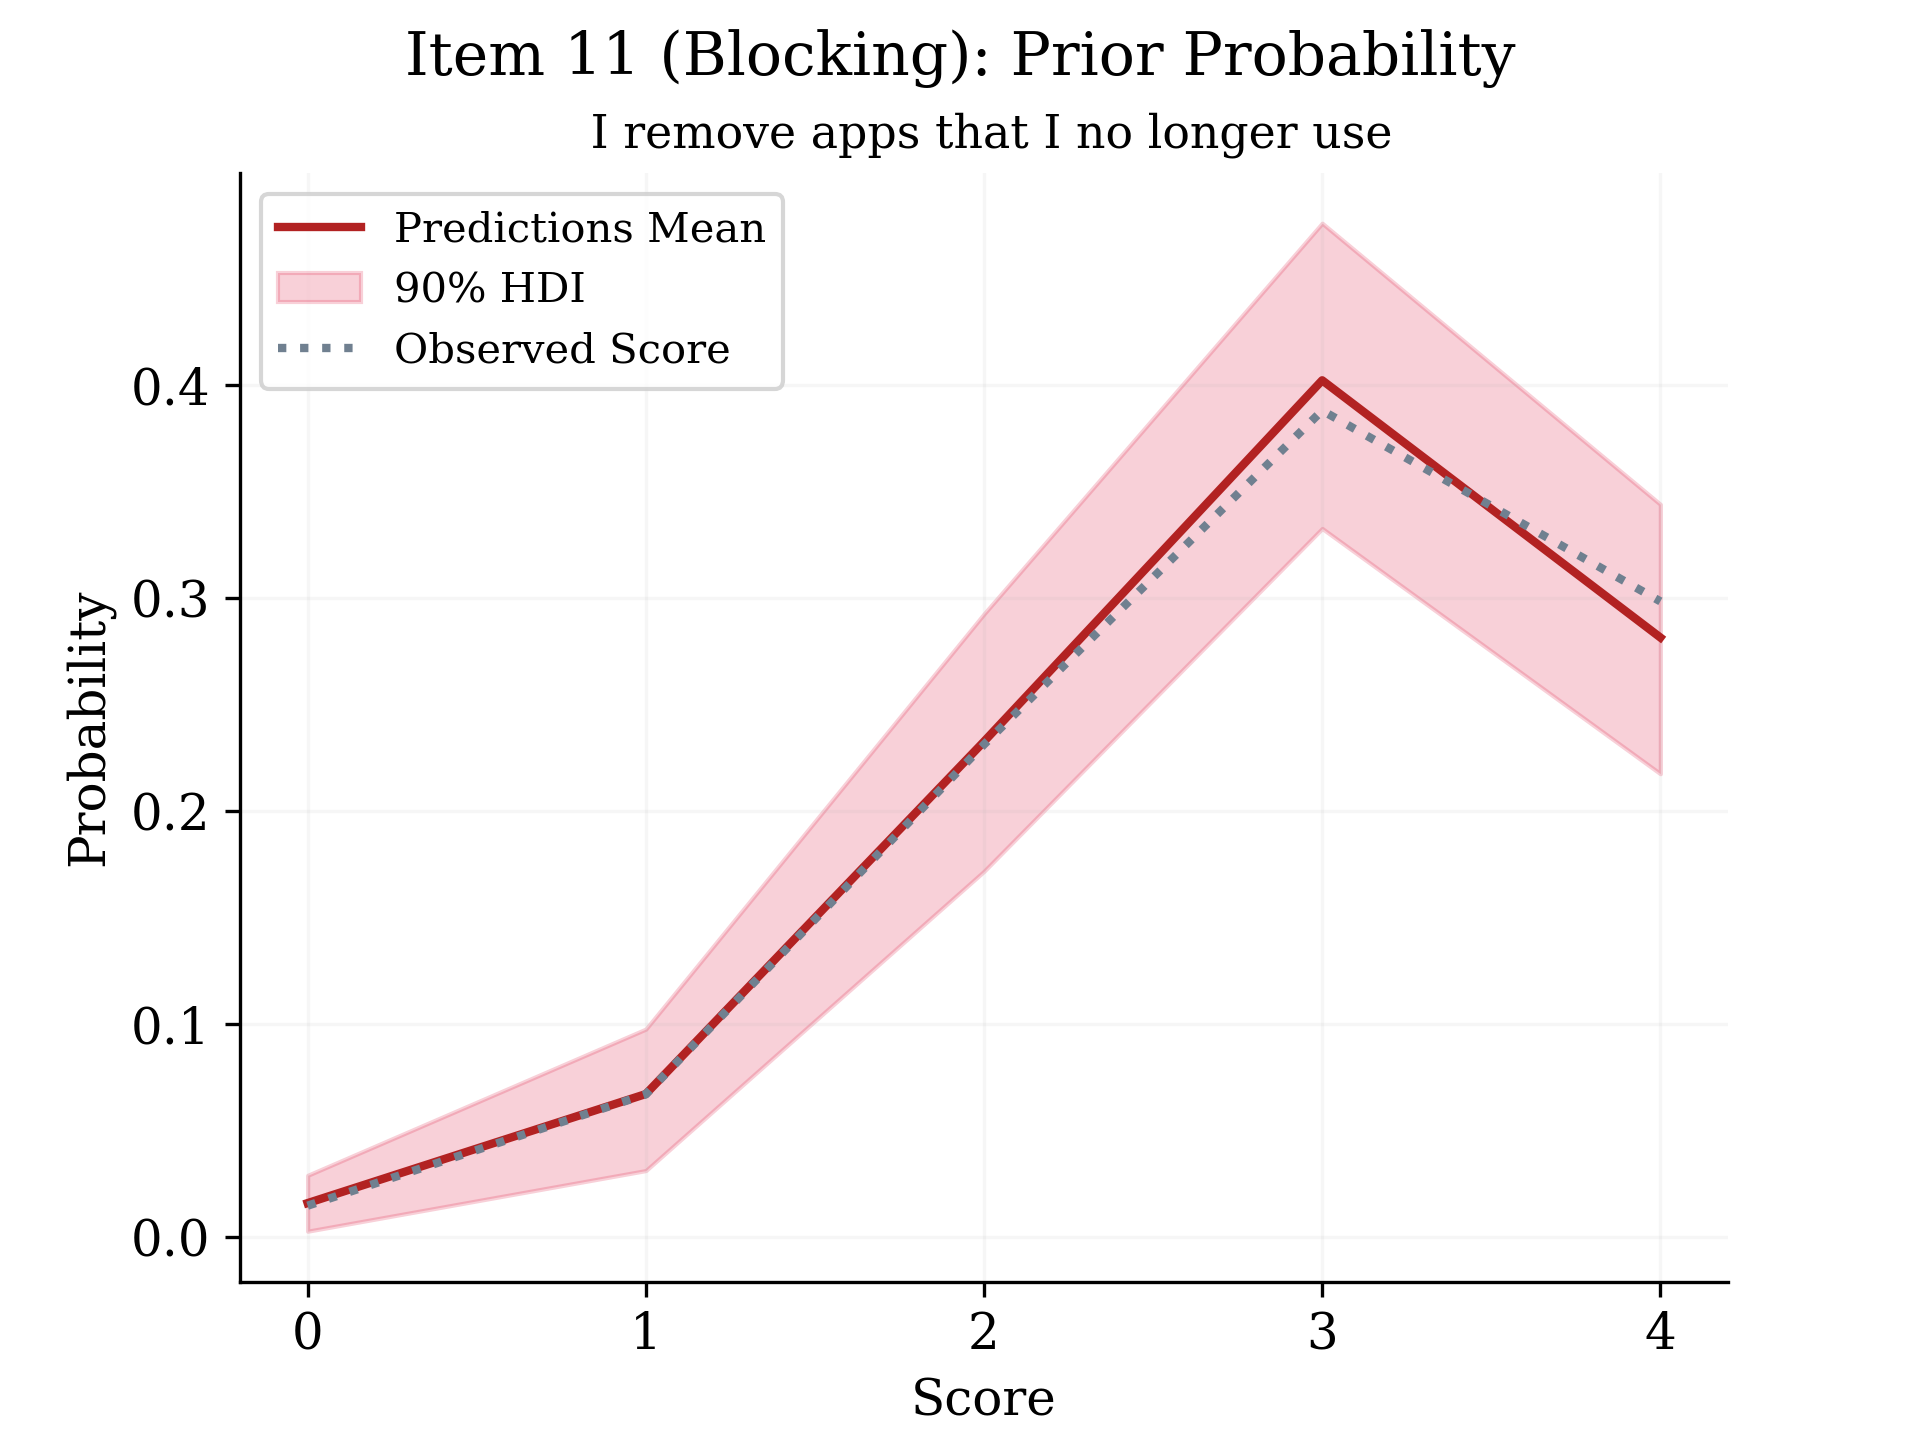 Item 11 (Blocking): Prior Probability
I remove apps that I no longer use
Predictions Mean
90% HDI
Observed Score
0.4
0.3
0.2
0.1
0.0
Probability
0 1 2 3 4
Score